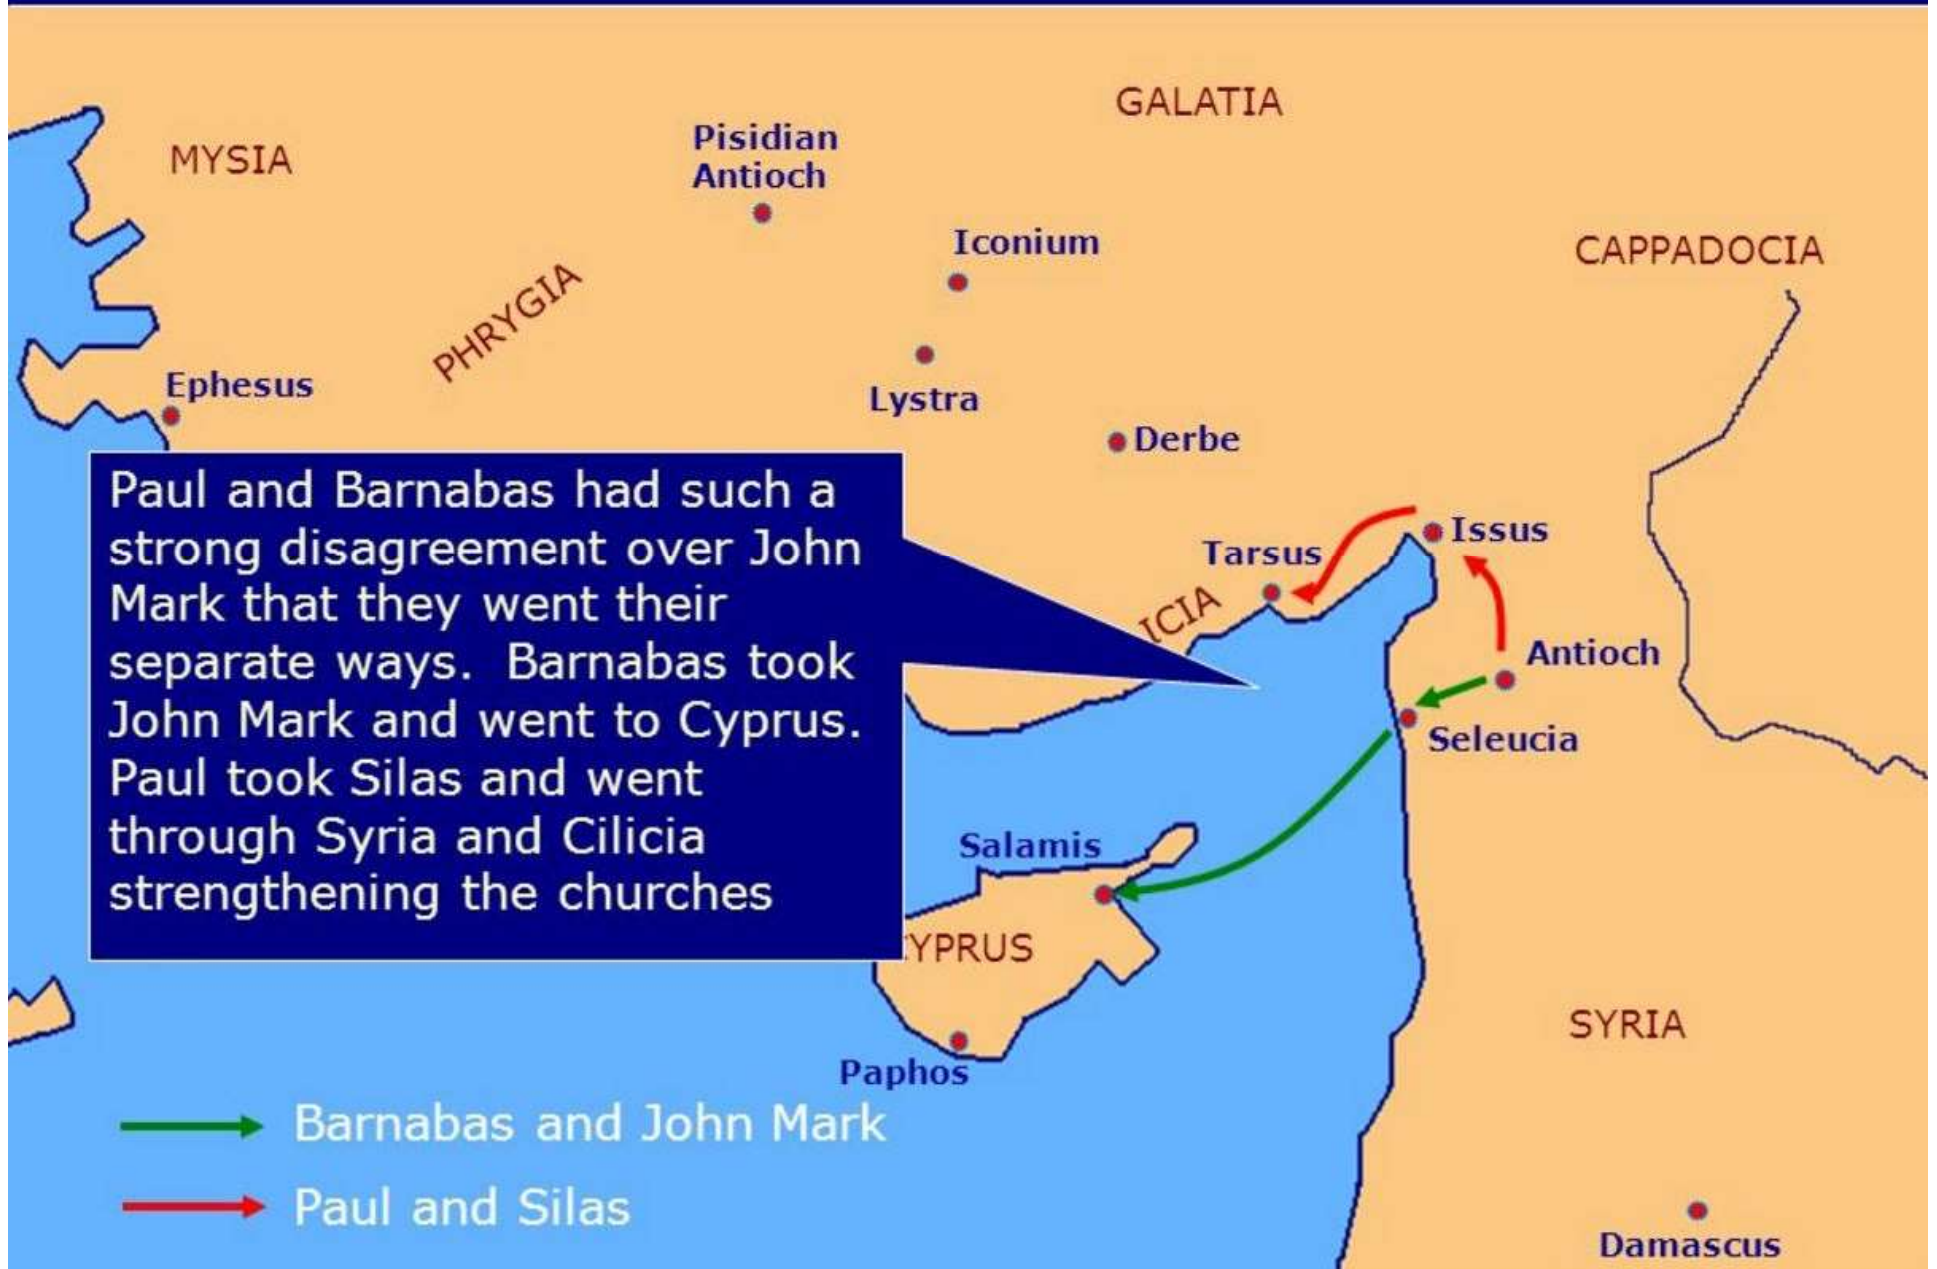 GALATIA
Pisidian
Antioch
MYSIA
Iconium
CAPPADOCIA
PHRYGIA
Ephesus
Lystra
Derbe
Paul and Barnabas had such a
strong disagreement over John
Mark that they went their
separate ways.  Barnabas took
John Mark and went to Cyprus.
Paul took Silas and went
through Syria and Cilicia
strengthening the churches
Issus
Tarsus
ICIA
Antioch
Seleucia
Salamis
YPRUS
SYRIA
Paphos
Barnabas and John Mark
Paul and Silas
Damascus